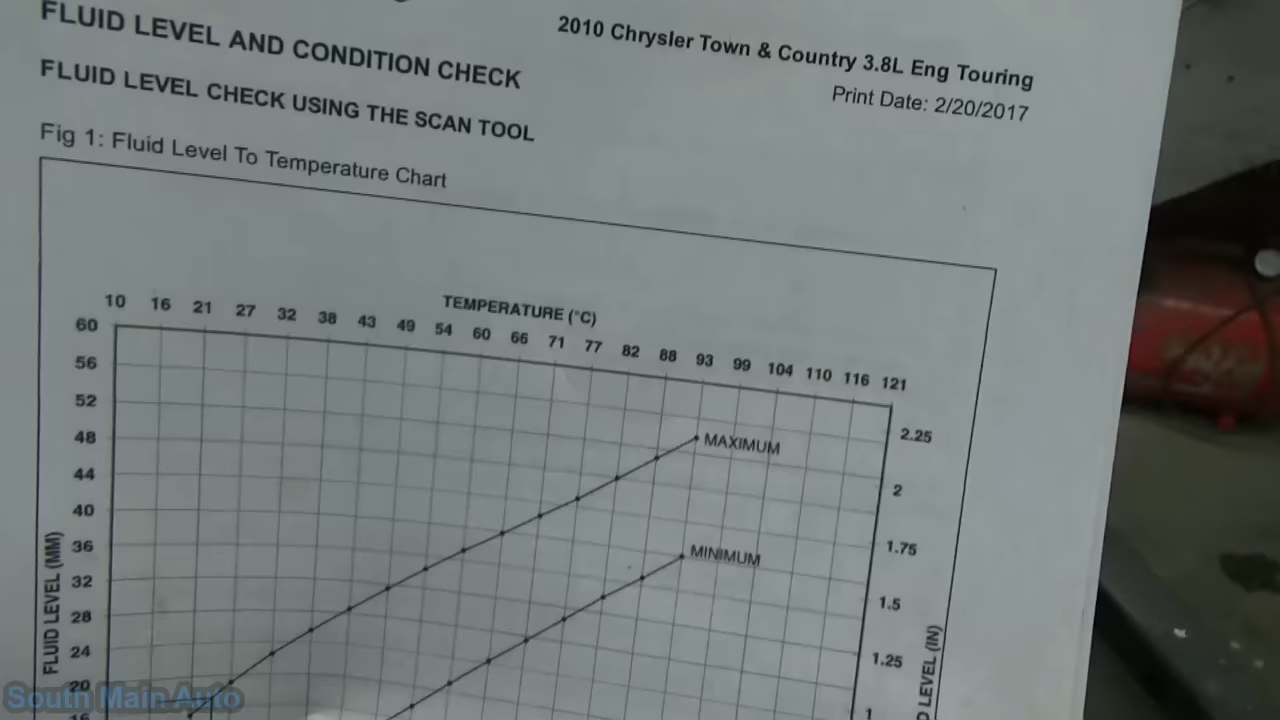 FLUID LEVEL AND CONDITION CHECK
2010 Chrysler Town & Country 3.8L Eng Touring
Print Date: 2/20/2017
FLUID LEVEL CHECK USING THE SCAN TOOL
Fig 1: Fluid Level To Temperature Chart
TEMPERATURE (°C)
10 16 21 27 32 38 43 49 54 60 66 71 77 82 88 93 99 104 110 116 121
60
56
52
48
44
40
36
32
28
24
20
16
FLUID LEVEL (MM)
MAXIMUM
MINIMUM
2.25
2
1.75
1.5
1.25
1
LEVEL (IN)
South Main Auto